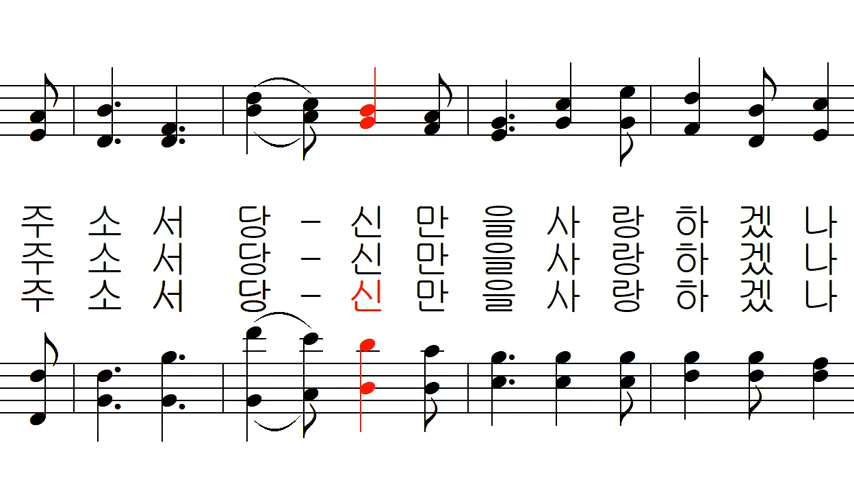 주 소 서 당 – 신 만 을 사 랑 하 겠 나
주 소 서 당 – 신 만 을 사 랑 하 겠 나
주 소 서 당 – 신 만 을 사 랑 하 겠 나